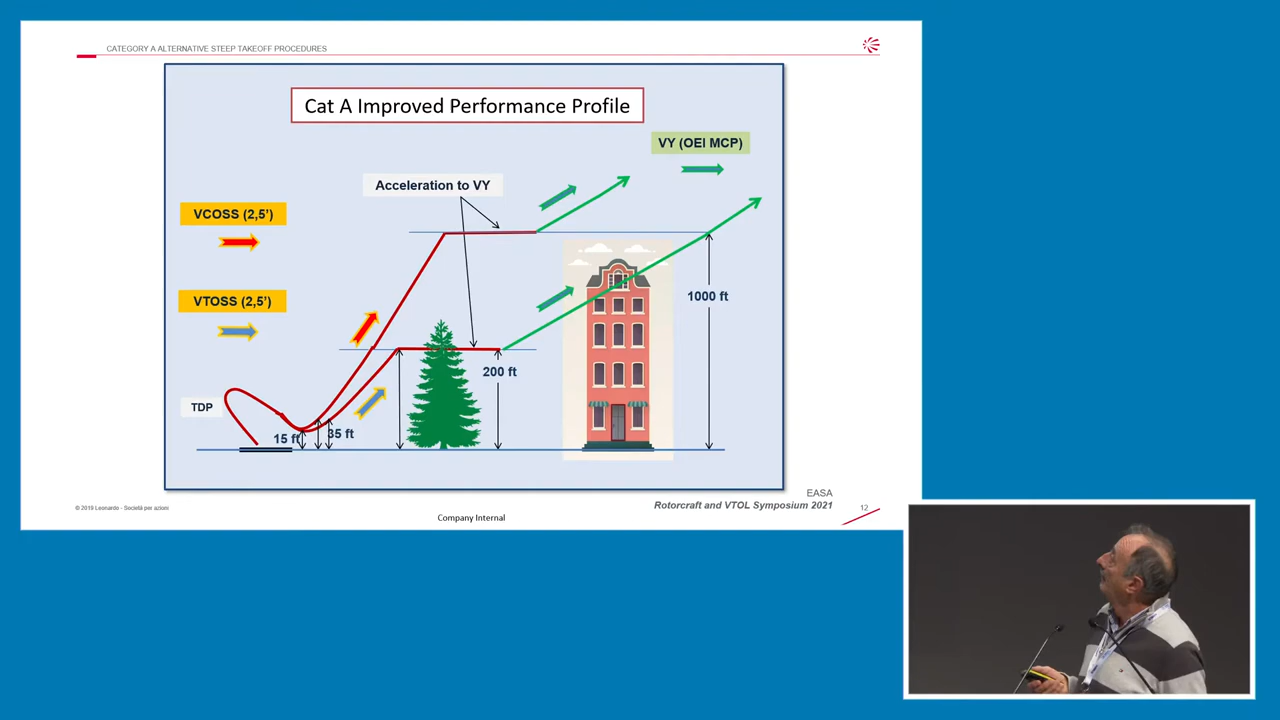 CATEGORY A ALTERNATIVE STEEP TAKEOFF PROCEDURES
Cat A Improved Performance Profile
VY (OEI MCP)
Acceleration to VY
VCOSS (2,5’)
VTOSS (2,5’)
1000 ft
200 ft
TDP
15 ft
35 ft
EASA
Rotorcraft and VTOL Symposium 2021
© 2019 Leonardo - Società per azioni
12
Company Internal